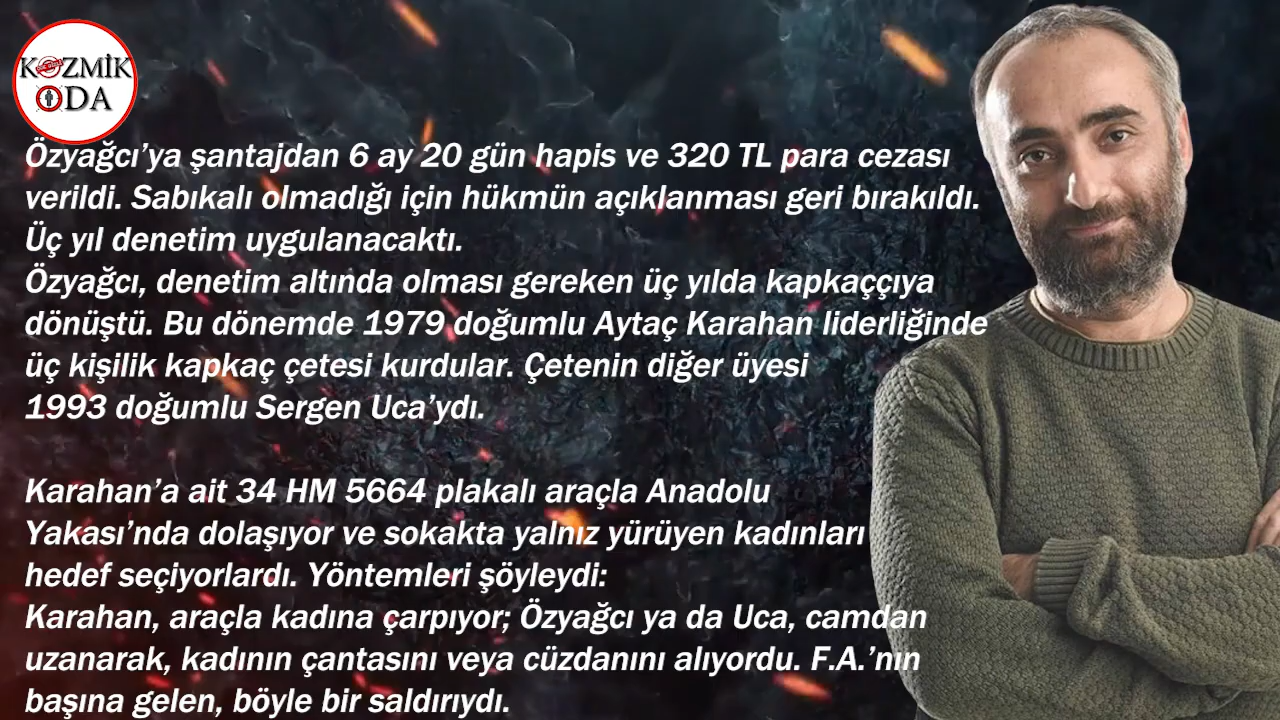 KOZMİK
ODA
Özyağcı’ya şantajdan 6 ay 20 gün hapis ve 320 TL para cezası
verildi. Sabıkalı olmadığı için hükmün açıklanması geri bırakıldı.
Üç yıl denetim uygulanacaktı.
Özyağcı, denetim altında olması gereken üç yılda kapkaççıya
dönüştü. Bu dönemde 1979 doğumlu Aytaç Karahan liderliğinde
üç kişilik kapkaç çetesi kurdular. Çetenin diğer üyesi
1993 doğumlu Sergen Uca’ydı.
Karahan’a ait 34 HM 5664 plakalı araçla Anadolu
Yakası’nda dolaşıyor ve sokakta yalnız yürüyen kadınları
hedef seçiyorlardı. Yöntemleri şöyleydi:
Karahan, araçla kadına çarpıyor; Özyağcı ya da Uca, camdan
uzanarak, kadının çantasını veya cüzdanını alıyordu. F.A.’nın
başına gelen, böyle bir saldırıydı.